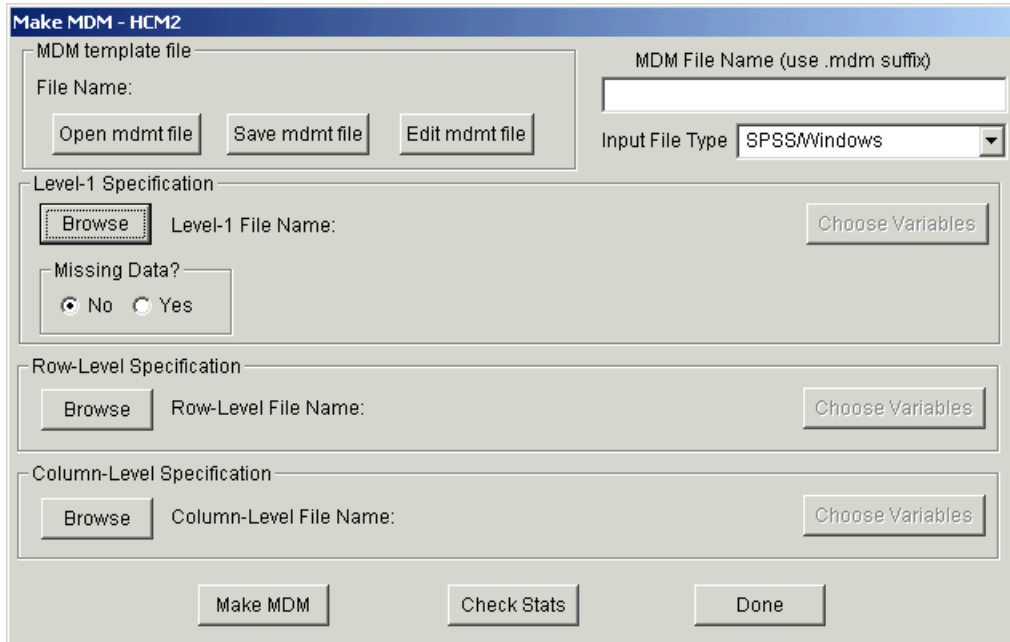 Make MDM - HCM2
MDM template file
File Name:
Open mdmt file Save mdmt file Edit mdmt file
MDM File Name (use .mdm suffix)
Input File Type SPSS/Windows
Level-1 Specification
Browse Level-1 File Name: Choose Variables
Missing Data?
No Yes
Row-Level Specification
Browse Row-Level File Name: Choose Variables
Column-Level Specification
Browse Column-Level File Name: Choose Variables
Make MDM Check Stats Done